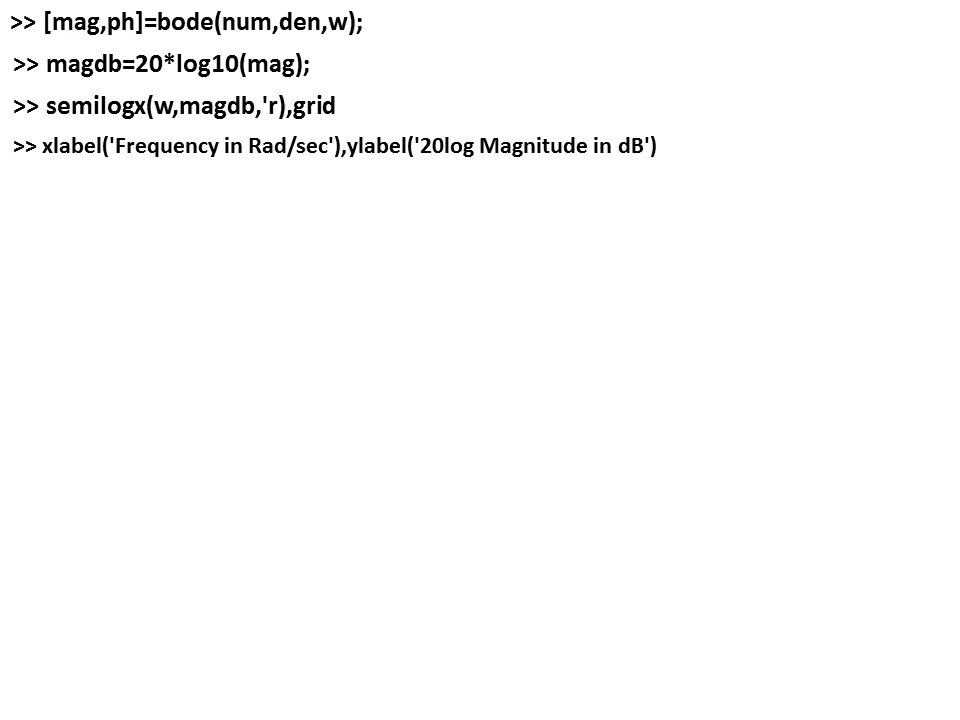 >> [mag,ph]=bode(num,den,w);
>> magdb=20*log10(mag);
>> semilogx(w,magdb,'r),grid
>> xlabel('Frequency in Rad/sec'),ylabel('20log Magnitude in dB')